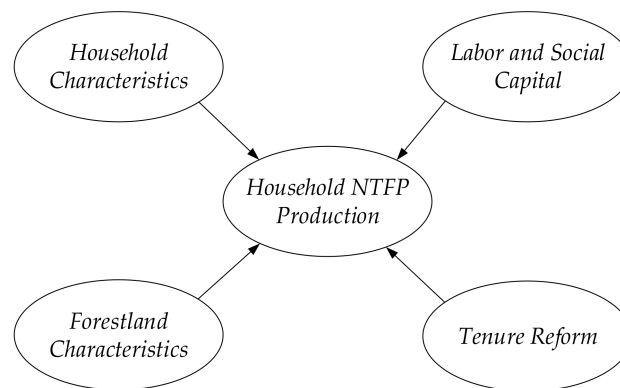 Household
Characteristics
Labor and Social
Capital
Household NTFP
Production
Forestland
Characteristics
Tenure Reform